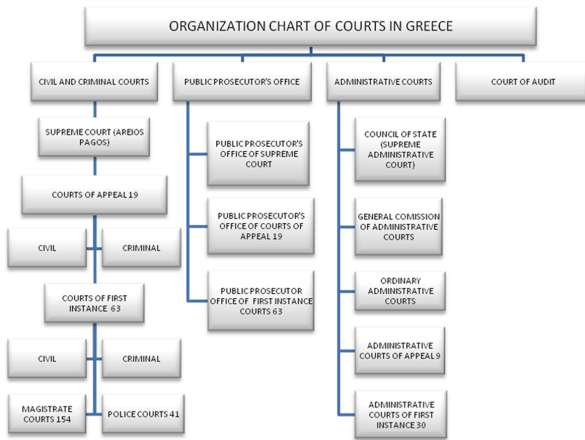 ORGANIZATION CHART OF COURTS IN GREECE
CIVIL AND CRIMINAL COURTS
PUBLIC PROSECUTOR'S OFFICE
ADMINISTRATIVE COURTS
COURT OF AUDIT
SUPREME COURT (AREIOS
PAGOS)
COURTS OF APPEAL 19
CIVIL
CRIMINAL
COURTS OF FIRST
INSTANCE 63
CIVIL
CRIMINAL
MAGISTRATE
COURTS 154
POLICE COURTS 41
PUBLIC PROSECUTOR'S
OFFICE OF SUPREME
COURT
PUBLIC PROSECUTOR'S
OFFICE OF COURTS OF
APPEAL 19
PUBLIC PROSECUTOR
OFFICE OF FIRST INSTANCE
COURTS 63
COUNCIL OF STATE
(SUPREME
ADMINISTRATIVE
COURT)
GENERAL COMISSION
OF ADMINISTRATIVE
COURTS
ORDINARY
ADMINISTRATIVE
COURTS
ADMINISTRATIVE
COURTS OF APPEAL 9
ADMINISTRATIVE
COURTS OF FIRST
INSTANCE 30